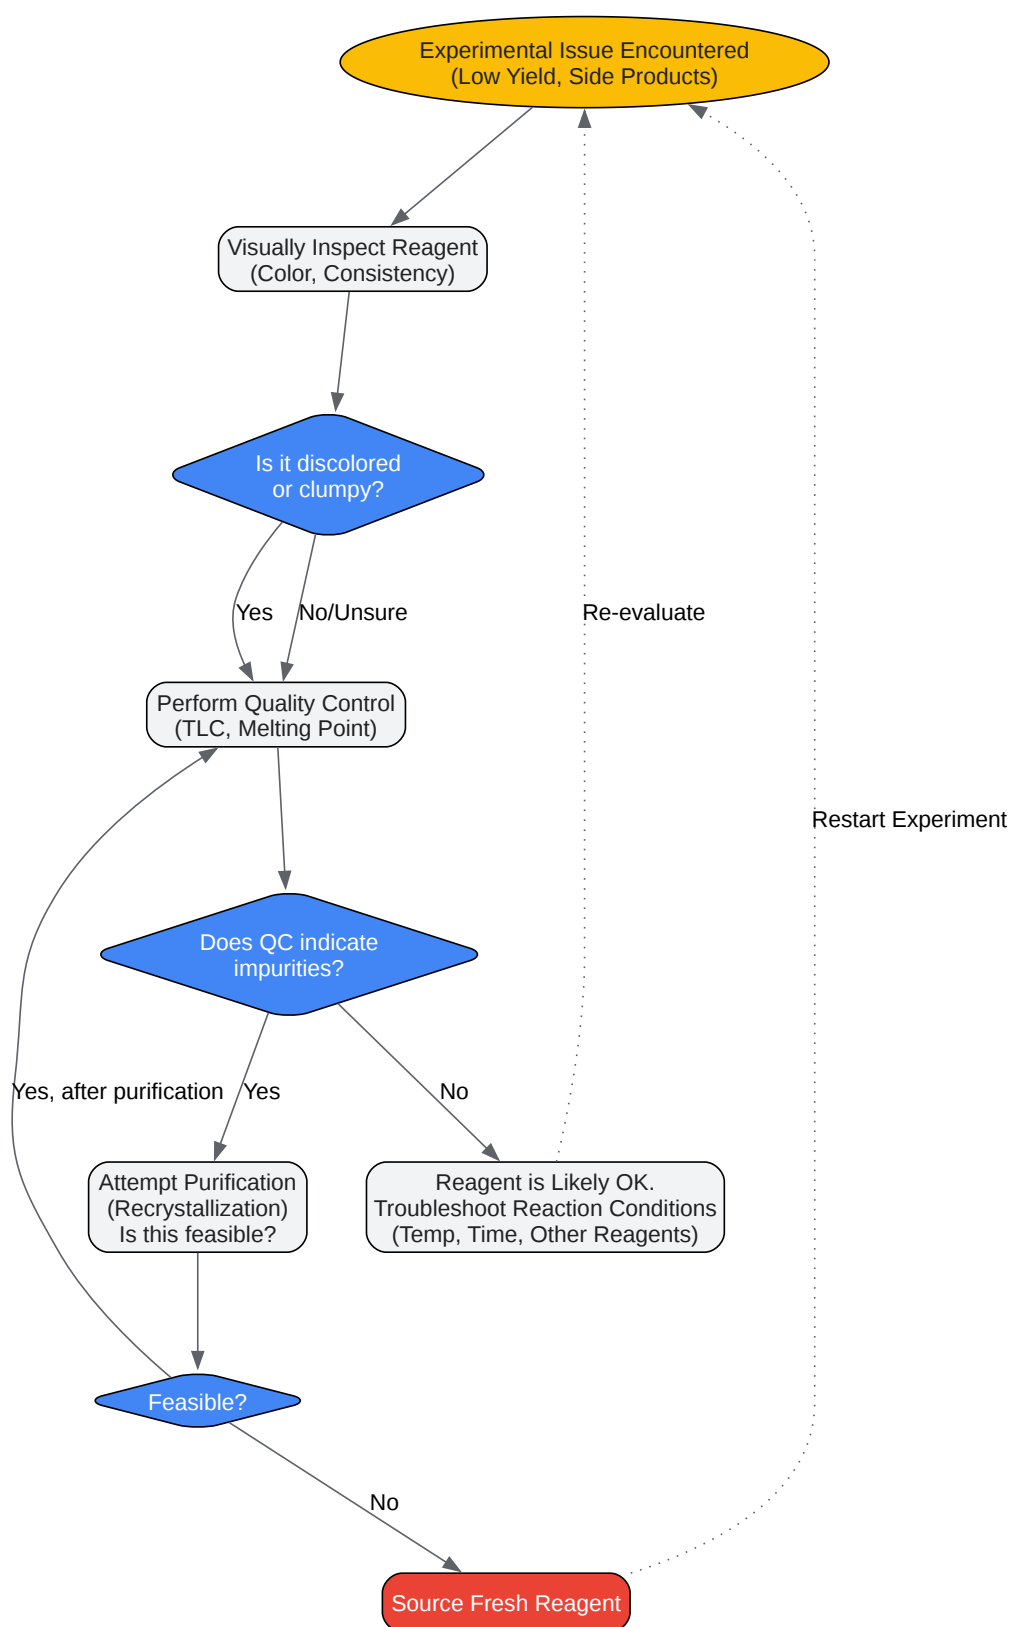 Experimental Issue Encountered
(Low Yield, Side Products)
Visually Inspect Reagent
(Color, Consistency)
Is it discolored
or clumpy?
Yes
No/Unsure
Re-evaluate
Perform Quality Control
(TLC, Melting Point)
Restart Experiment
Does QC indicate
impurities?
Yes, after purification
Yes
No
Attempt Purification
(Recrystallization)
Is this feasible?
Reagent is Likely OK.
Troubleshoot Reaction Conditions
(Temp, Time, Other Reagents)
Feasible?
No
Source Fresh Reagent